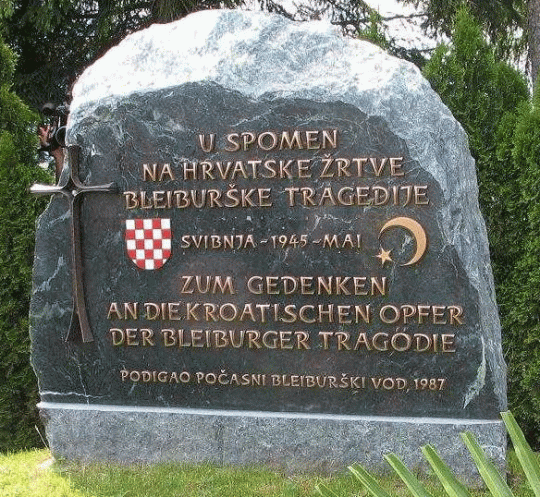 U SPOMEN
NA HRVATSKE ŽRTVE
BLEIBURŠKE TRAGEDIJE
SVIBNJA - 1945 - MAI
ZUM GEDENKEN
AN DIE KROATISCHEN OPFER
DER BLEIBURGER TRAGÖDIE
PODIGAO POČASNI BLEIBURŠKI VOD, 1987